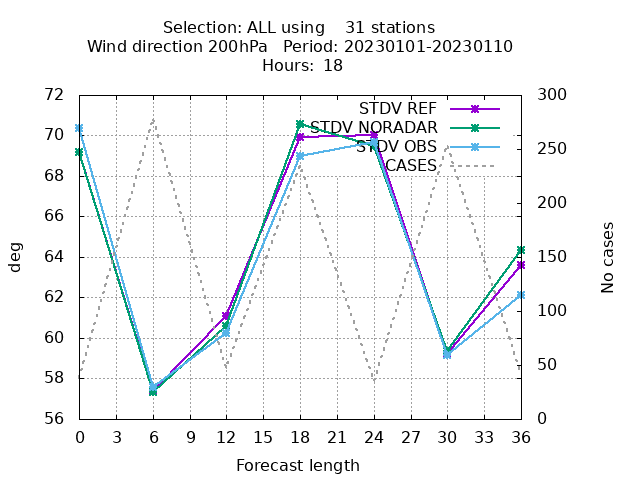 Selection: ALL using    31 stations
Wind direction 200hPa   Period: 20230101-20230110
Hours: 18
STDV REF
STDV NORADAR
STDV OBS
CASES
deg
72
70
68
66
64
62
60
58
56
No cases
300
250
200
150
100
50
0
0 3 6 9 12 15 18 21 24 27 30 33 36
Forecast length